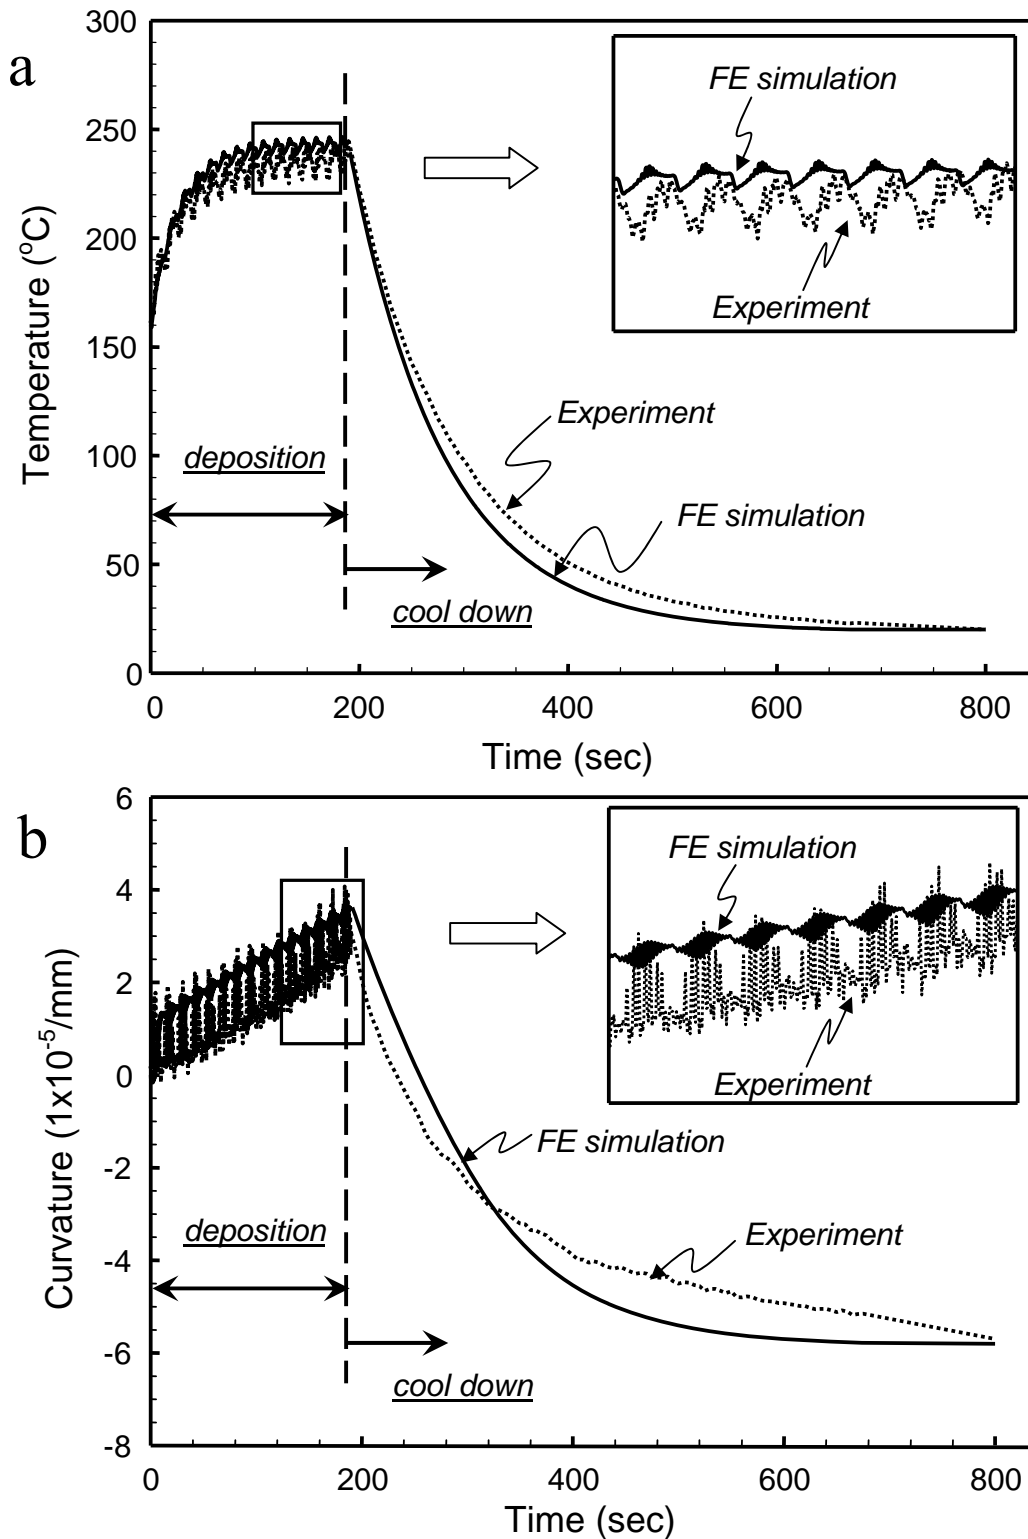 a
300
250
200
150
100
50
0
Temperature (°C)
FE simulation
Experiment
Experiment
FE simulation
deposition
cool down
0 200 400 600 800
Time (sec)
b
6
4
2
0
-2
-4
-6
-8
Curvature (1x10⁻⁵/mm)
FE simulation
Experiment
FE simulation
Experiment
deposition
cool down
0 200 400 600 800
Time (sec)